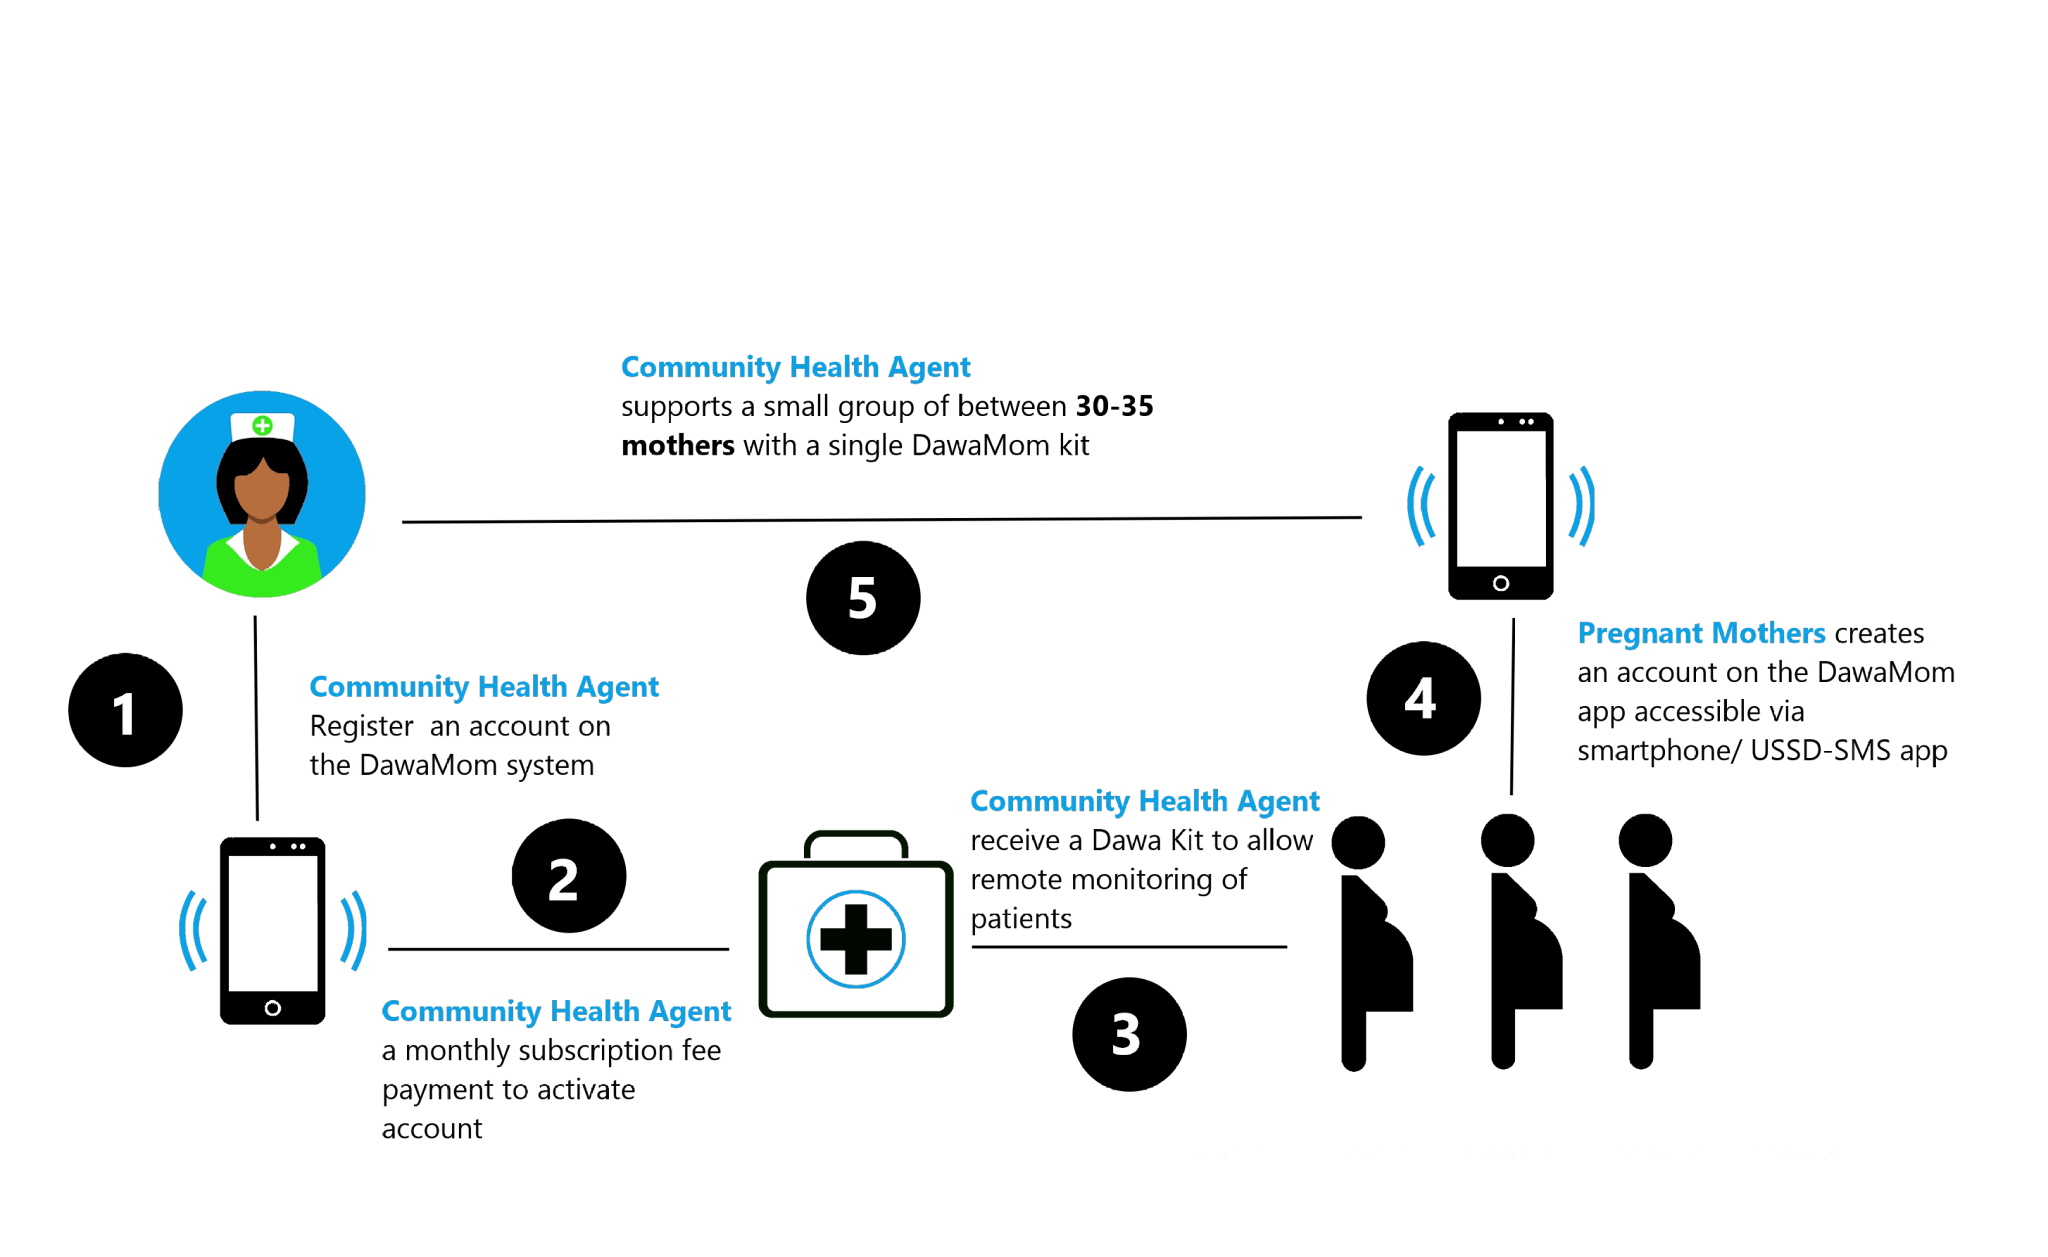 Community Health Agent
supports a small group of between 30-35
mothers with a single DawaMom kit
5
1
Community Health Agent
Register  an account on
the DawaMom system
2
Community Health Agent
a monthly subscription fee
payment to activate
account
Community Health Agent
receive a Dawa Kit to allow
remote monitoring of
patients
3
4
Pregnant Mothers creates
an account on the DawaMom
app accessible via
smartphone/ USSD-SMS app